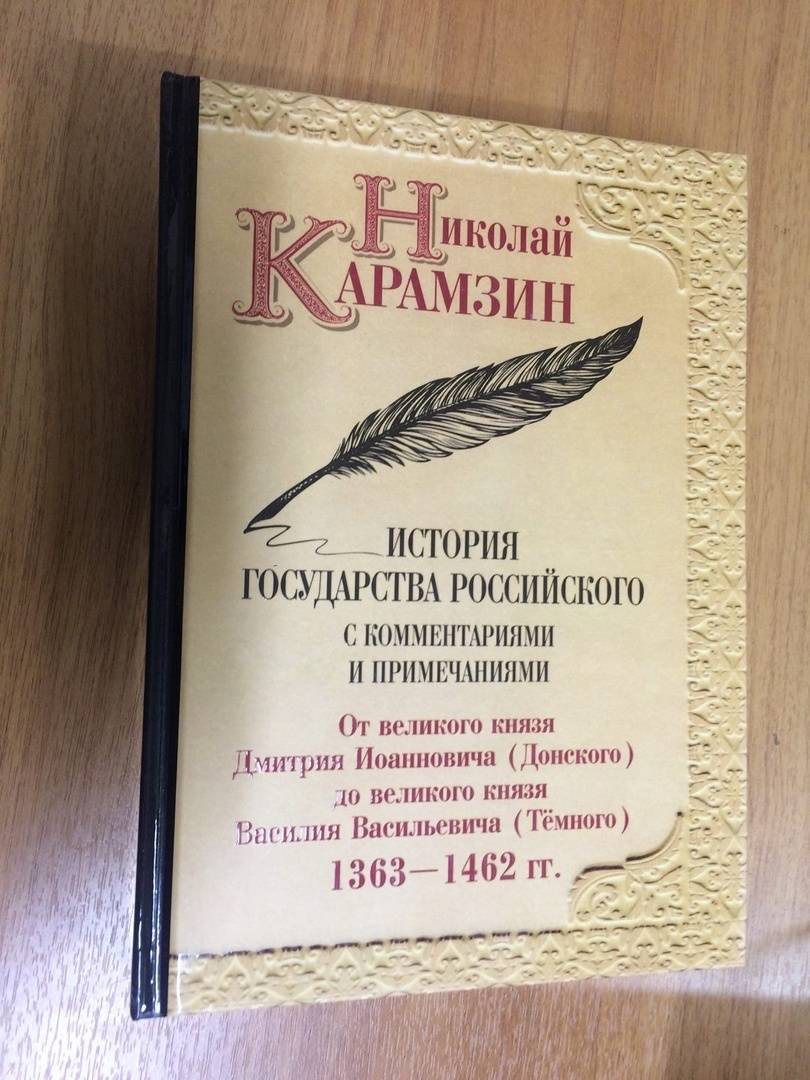 Николай
Карамзин
ИСТОРИЯ
ГОСУДАРСТВА РОССИЙСКОГО
С КОММЕНТАРИЯМИ
И ПРИМЕЧАНИЯМИ
От великого князя
Дмитрия Иоанновича (Донского)
до великого князя
Василия Васильевича (Тёмного)
1363—1462 гг.